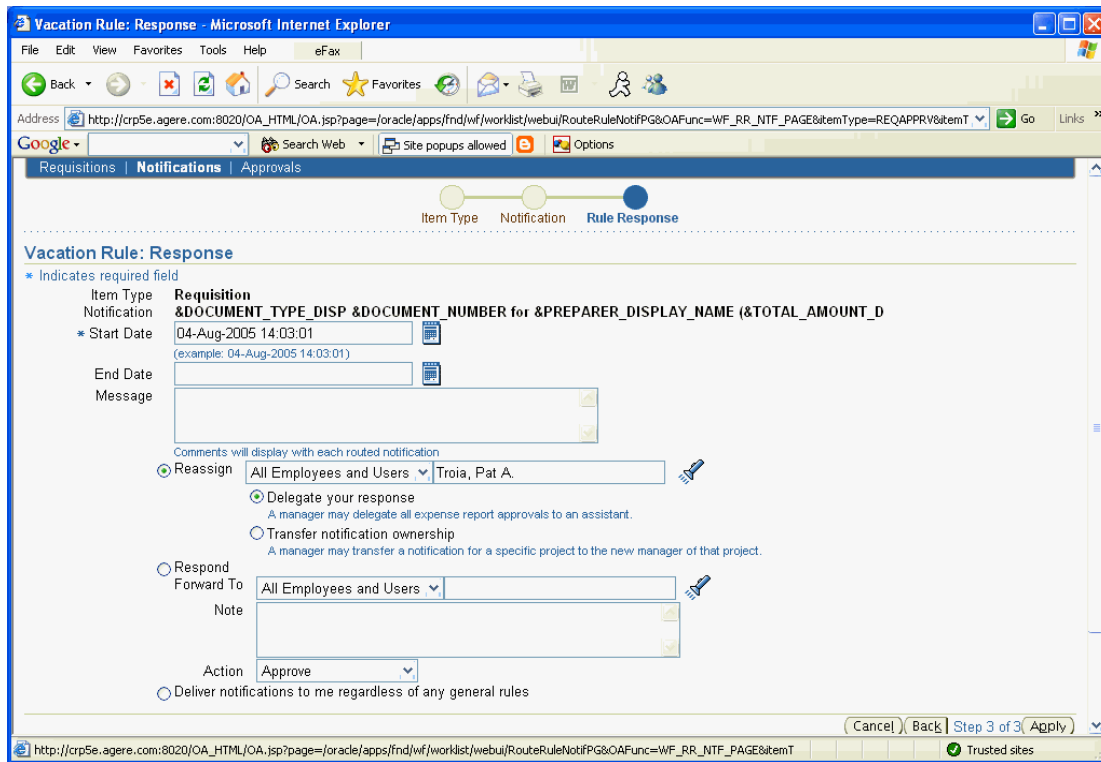 Vacation Rule: Response - Microsoft Internet Explorer
File Edit View Favorites Tools Help eFax
Back Search Favorites
Address http://crp5e.agere.com:8020/OA_HTML/OA.jsp?page=/oracle/apps/fnd/wf/worklist/webui/RouteRuleNotifPG&OAFunc=WF_RR_NTF_PAGE&itemType=REQAPPRV&itemT Go Links »
Google Search Web Site popups allowed Options
Requisitions | Notifications | Approvals
Item Type Notification Rule Response
Vacation Rule: Response
* Indicates required field
Item Type Requisition
Notification &DOCUMENT_TYPE_DISP &DOCUMENT_NUMBER for &PREPARER_DISPLAY_NAME (&TOTAL_AMOUNT_D
* Start Date 04-Aug-2005 14:03:01
(example: 04-Aug-2005 14:03:01)
End Date
Message
Comments will display with each routed notification
Reassign All Employees and Users Troia, Pat A.
Delegate your response
A manager may delegate all expense report approvals to an assistant.
Transfer notification ownership
A manager may transfer a notification for a specific project to the new manager of that project.
Respond
Forward To All Employees and Users
Note
Action Approve
Deliver notifications to me regardless of any general rules
Cancel Back Step 3 of 3 Apply
http://crp5e.agere.com:8020/OA_HTML/OA.jsp?page=/oracle/apps/fnd/wf/worklist/webui/RouteRuleNotifPG&OAFunc=WF_RR_NTF_PAGE&itemT Trusted sites